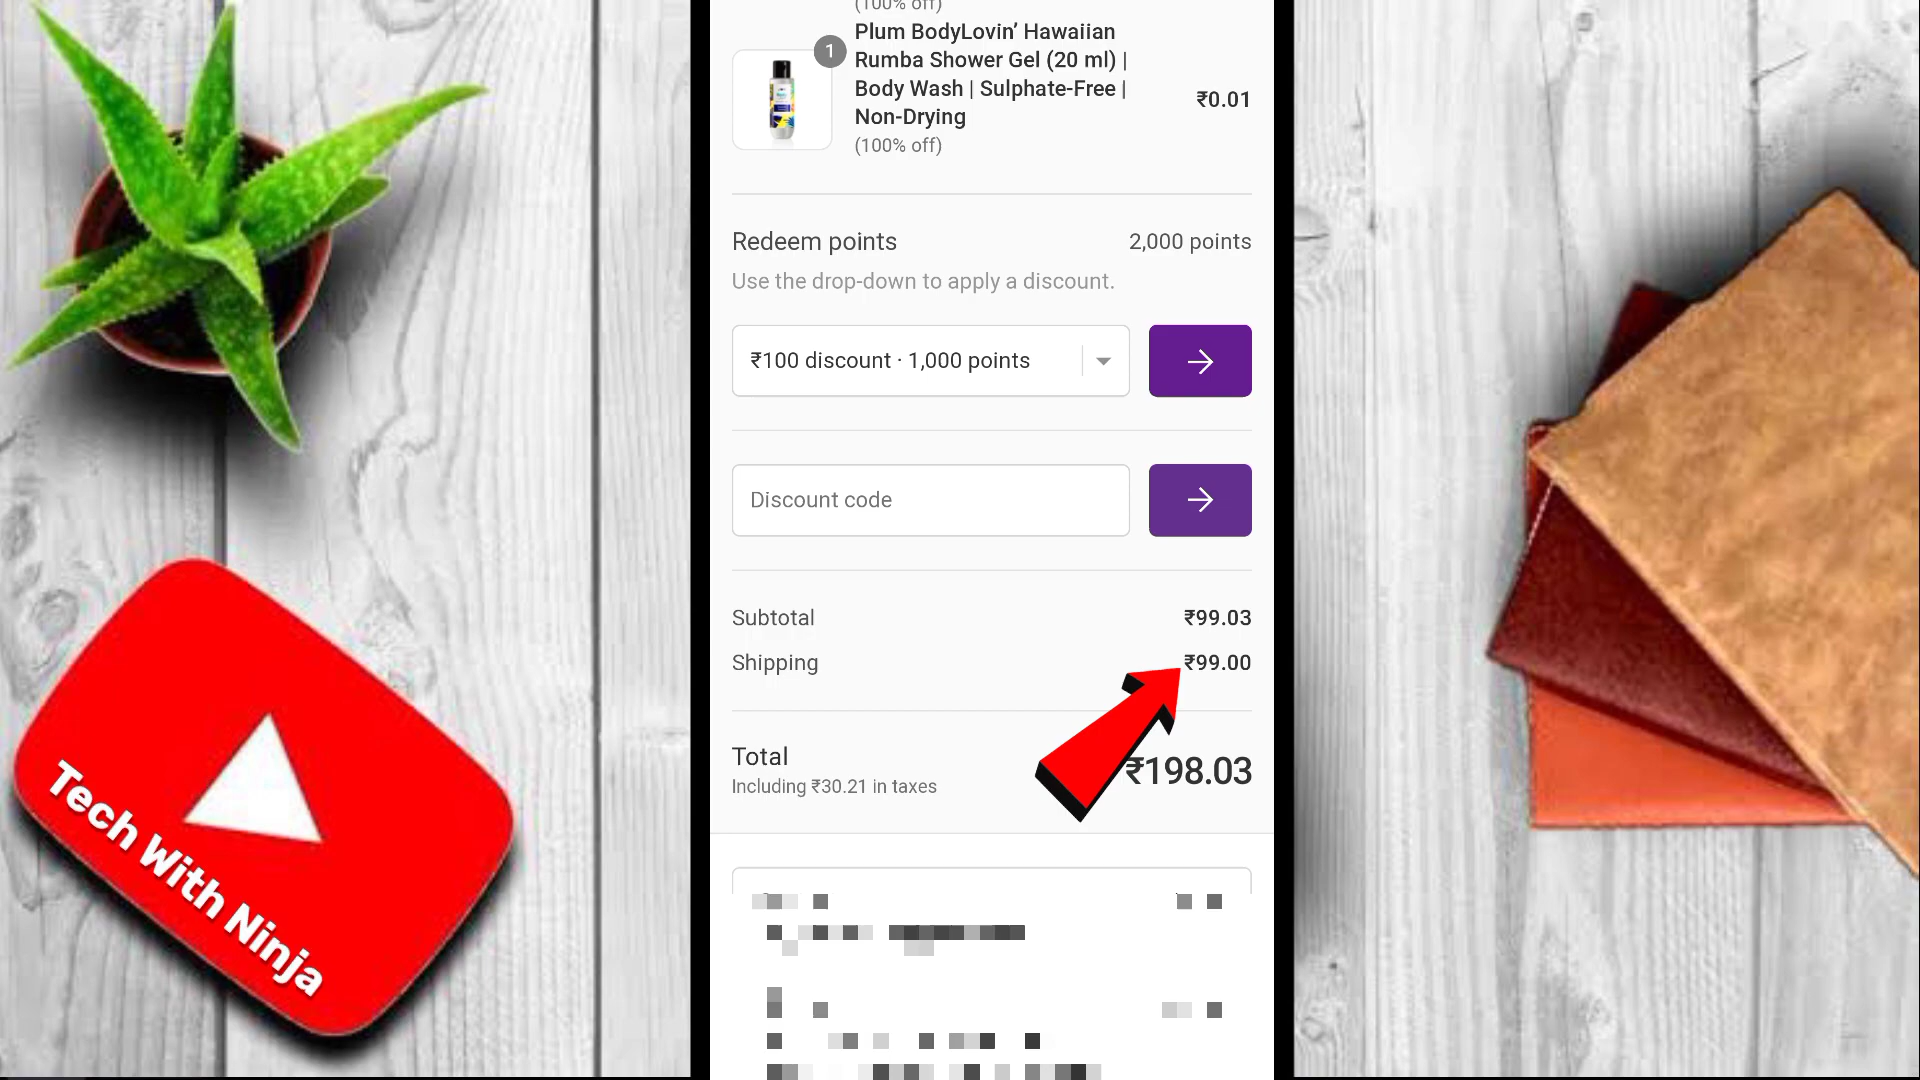 (100% off)
Plum BodyLovin’ Hawaiian
Rumba Shower Gel (20 ml) |
Body Wash | Sulphate-Free |
Non-Drying
(100% off)
1
₹0.01
Redeem points
2,000 points
Use the drop-down to apply a discount.
₹100 discount · 1,000 points
Discount code
Subtotal
₹99.03
Shipping
₹99.00
Total
₹198.03
Including ₹30.21 in taxes
Tech With Ninja